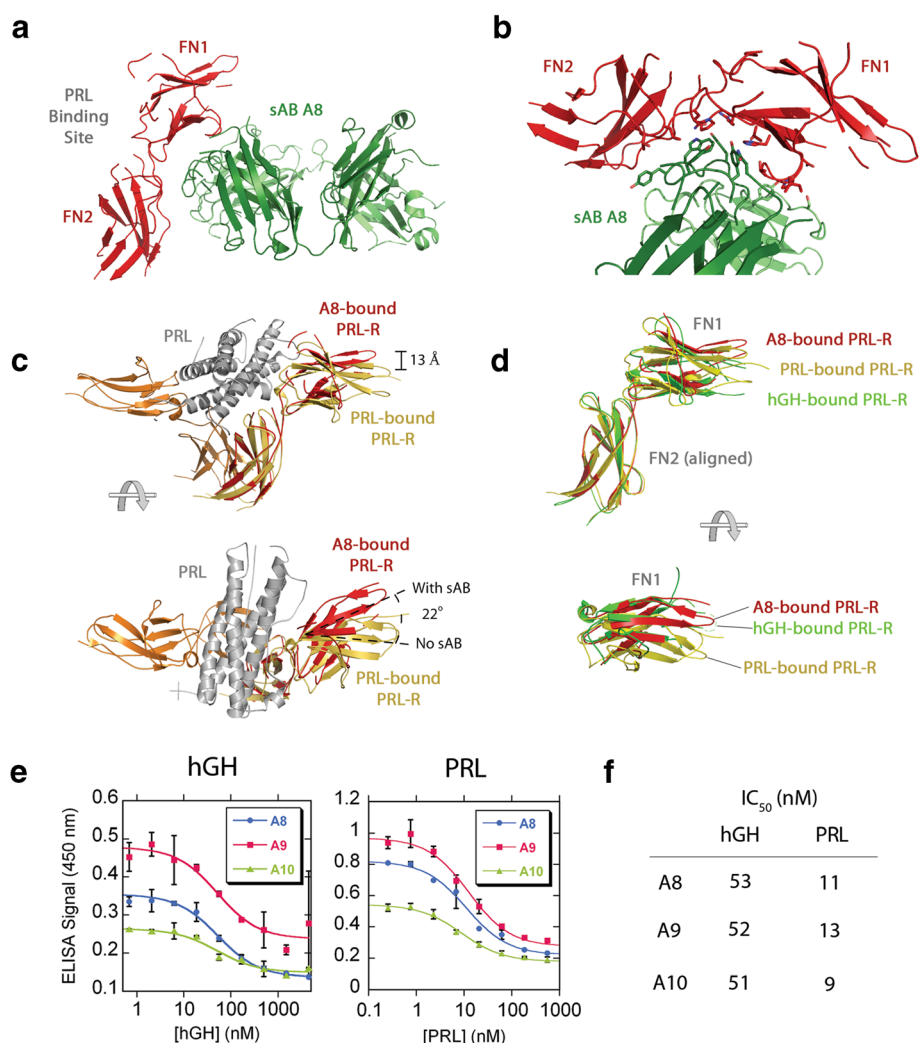 a
FN1
PRL
Binding
Site
sAB A8
FN2
b
FN2
FN1
sAB A8
c
PRL
A8-bound
PRL-R
13 Å
PRL-bound
PRL-R
PRL
A8-bound
PRL-R
With sAB
22°
No sAB
PRL-bound
PRL-R
d
FN1
A8-bound PRL-R
PRL-bound PRL-R
hGH-bound PRL-R
FN2 (aligned)
FN1
A8-bound PRL-R
hGH-bound PRL-R
PRL-bound PRL-R
e
hGH
PRL
ELISA Signal (450 nm)
0.6
0.5
0.4
0.3
0.2
0.1
A8
A9
A10
1 10 100 1000
[hGH] (nM)
1.2
1
0.8
0.6
0.4
0.2
0
A8
A9
A10
0.1 1 10 100 1000
[PRL] (nM)
f
IC50 (nM)
hGH PRL
A8 53 11
A9 52 13
A10 51 9